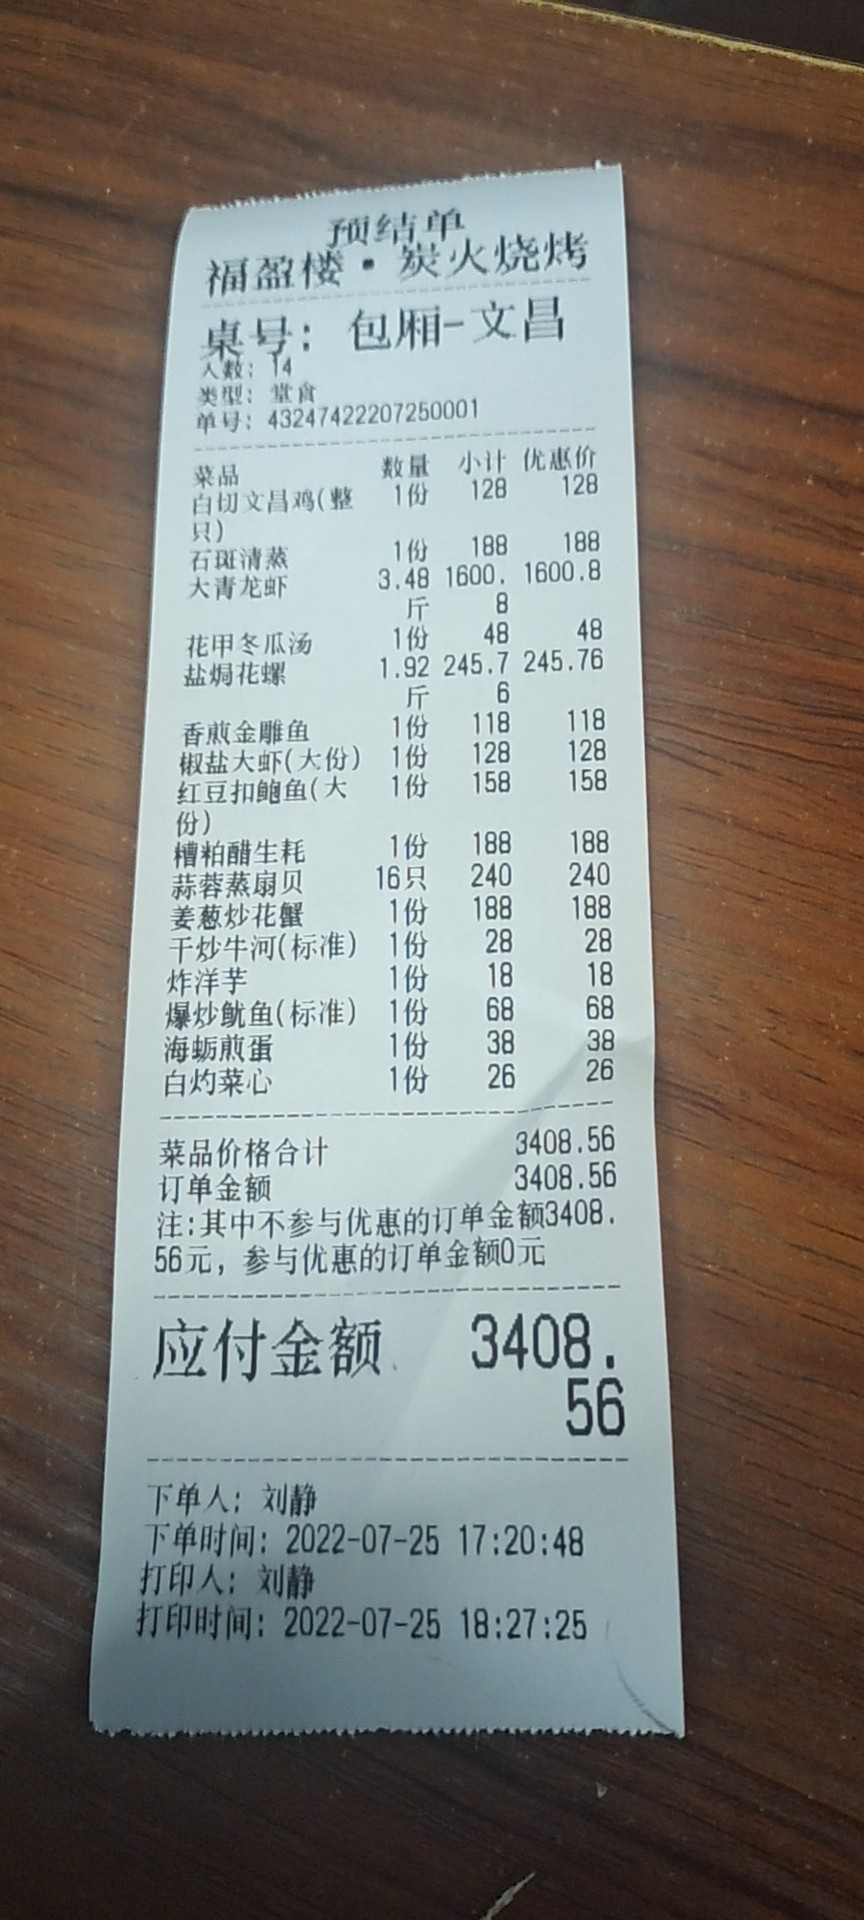 预结单
福盈楼·炭火烧烤
桌号: 包厢-文昌
人数: 14
类型: 堂食
单号: 43247422207250001
菜品 数量 小计 优惠价
白切文昌鸡(整 1份 128 128
只)
石斑清蒸 1份 188 188
大青龙虾 3.48 1600. 1600.8
斤 8
花甲冬瓜汤 1份 48 48
盐焗花螺 1.92 245.7 245.76
斤 6
香煎金雕鱼 1份 118 118
椒盐大虾(大份) 1份 128 128
红豆扣鲍鱼(大 1份 158 158
份)
糟粕醋生耗 1份 188 188
蒜蓉蒸扇贝 16只 240 240
姜葱炒花蟹 1份 188 188
干炒牛河(标准) 1份 28 28
炸洋芋 1份 18 18
爆炒鱿鱼(标准) 1份 68 68
海蛎煎蛋 1份 38 38
白灼菜心 1份 26 26
菜品价格合计 3408.56
订单金额 3408.56
注:其中不参与优惠的订单金额3408.
56元, 参与优惠的订单金额0元
应付金额 3408.
56
下单人: 刘静
下单时间: 2022-07-25 17:20:48
打印人: 刘静
打印时间: 2022-07-25 18:27:25